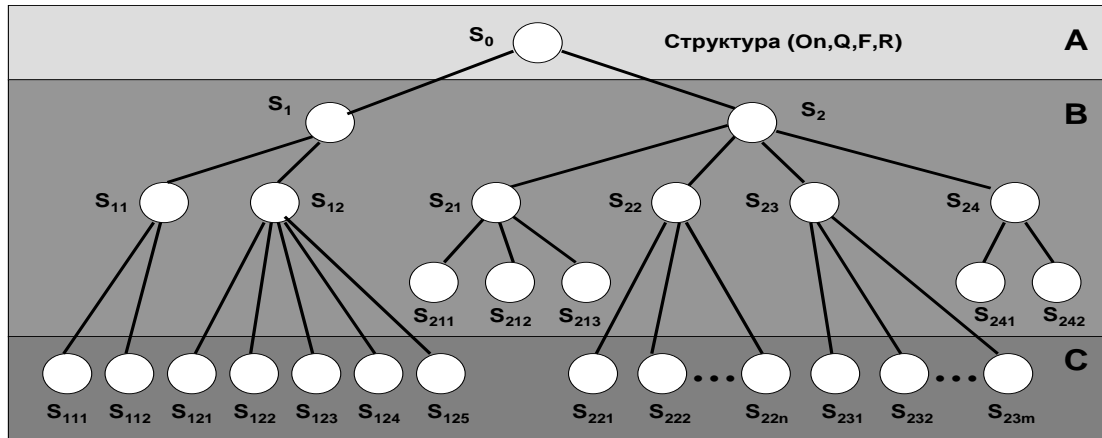 S0 Структура (On,Q,F,R) A
S1 S2 B
S11 S12 S21 S22 S23 S24
S211 S212 S213 S241 S242
C
S111 S112 S121 S122 S123 S124 S125 S221 S222 ... S22n S231 S232 ... S23m